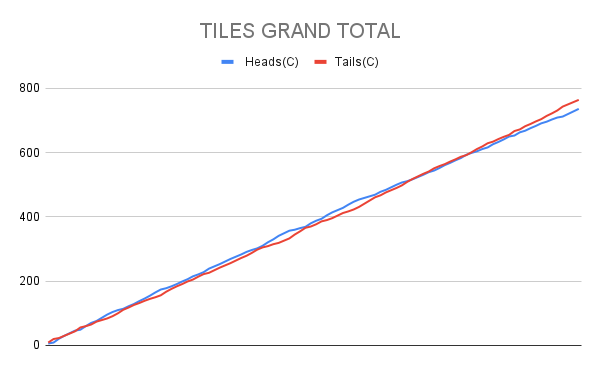 TILES GRAND TOTAL
Heads(C) Tails(C)
800
600
400
200
0